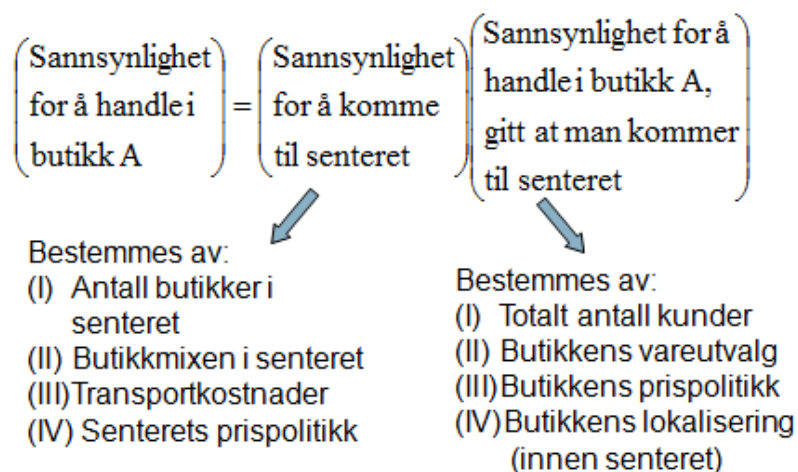 Sannsynlighet
for å handle i
butikk A
=
Sannsynlighet
for å komme
til senteret
Sannsynlighet for å
handle i butikk A,
gitt at man kommer
til senteret
Bestemmes av:
(I) Antall butikker i
senteret
(II) Butikkmixen i senteret
(III)Transportkostnader
(IV) Senterets prispolitikk
Bestemmes av:
(I) Totalt antall kunder
(II) Butikkens vareutvalg
(III)Butikkens prispolitikk
(IV)Butikkens lokalisering
(innen senteret)